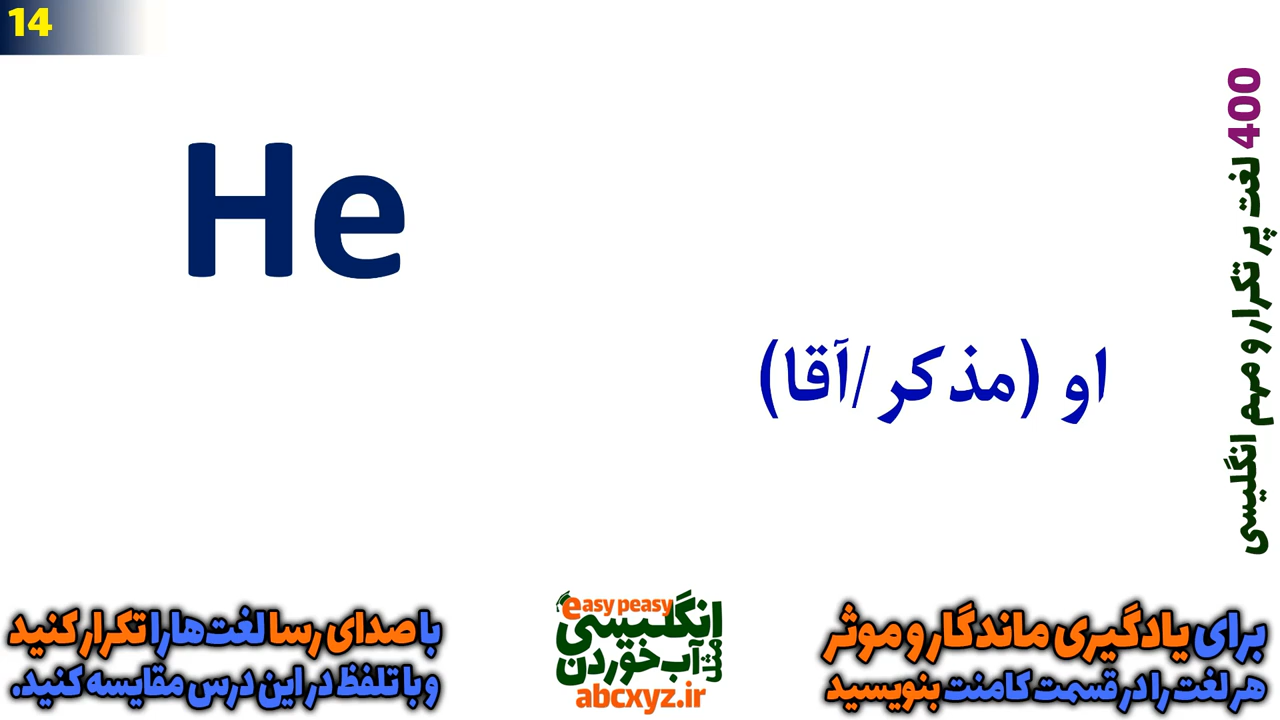 14
He
او (مذکر/آقا)
400 لغت پر تکرار و مهم انگلیسی
با صدای رسا لغت‌ها را تکرار کنید
و با تلفظ در این درس مقایسه کنید.
easy peasy
انگلیسی
مثل
آب خوردن
abcxyz.ir
برای یادگیری ماندگار و موثر
هر لغت را در قسمت کامنت بنویسید